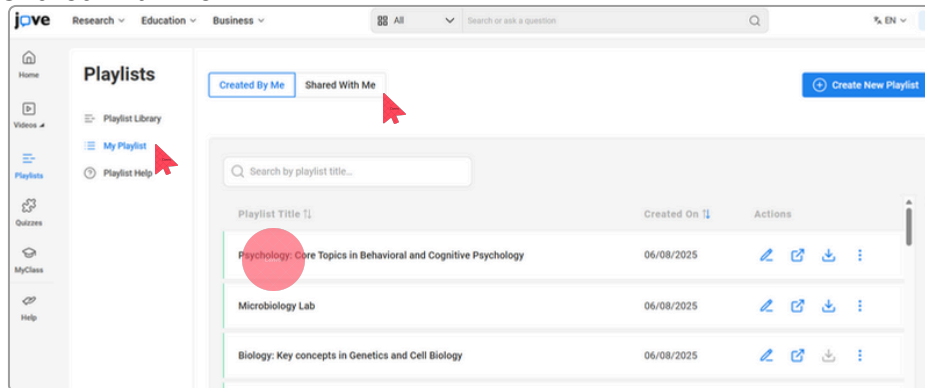 jove Research Education Business All Search or ask a question EN
Home
Videos
Playlists
Quizzes
MyClass
Help
Playlists
Playlist Library
My Playlist
Playlist Help
Created By Me Shared With Me Create New Playlist
Search by playlist title...
Playlist Title Created On Actions
Psychology: Core Topics in Behavioral and Cognitive Psychology 06/08/2025
Microbiology Lab 06/08/2025
Biology: Key concepts in Genetics and Cell Biology 06/08/2025